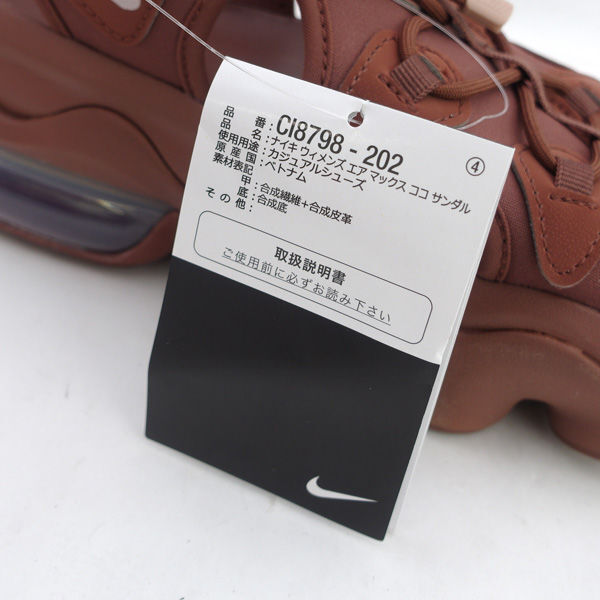 品番：CI8798-202
④
品名：ナイキ ウィメンズ エア マックス ココ サンダル
使用用途：カジュアルシューズ
原産国：ベトナム
素材表記
甲：合成繊維+合成皮革
底：合成底
その他：
取扱説明書
ご使用前に必ずお読み下さい